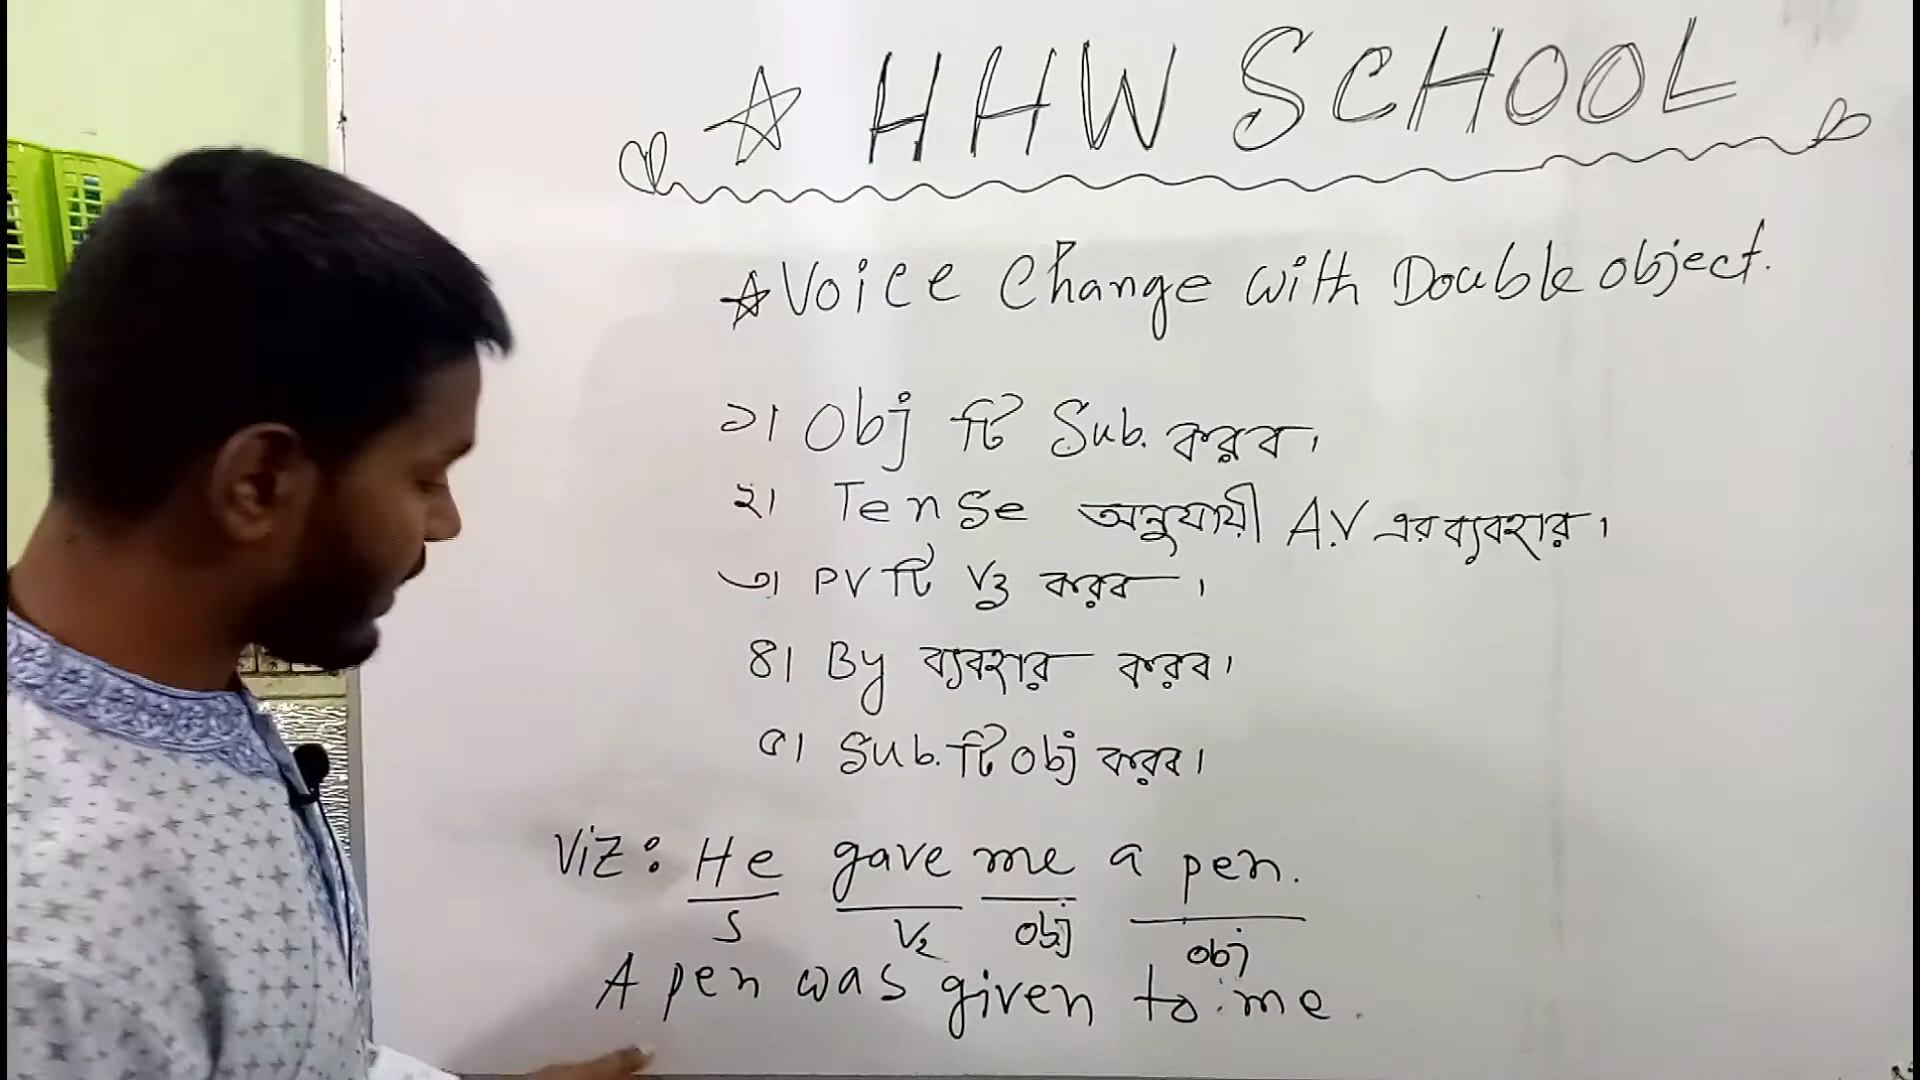 ☆ HHW SCHOOL
☆ Voice Change with Double object.
১। Obj টি Sub. করব।
২। Tense অনুযায়ী A.V এর ব্যবহার।
৩। PV টি V3 করব।
৪। By ব্যবহার করব।
৫। Sub. টি Obj করব।
Viz: He gave me a pen.
S V2 obj obj
A pen was given to me.